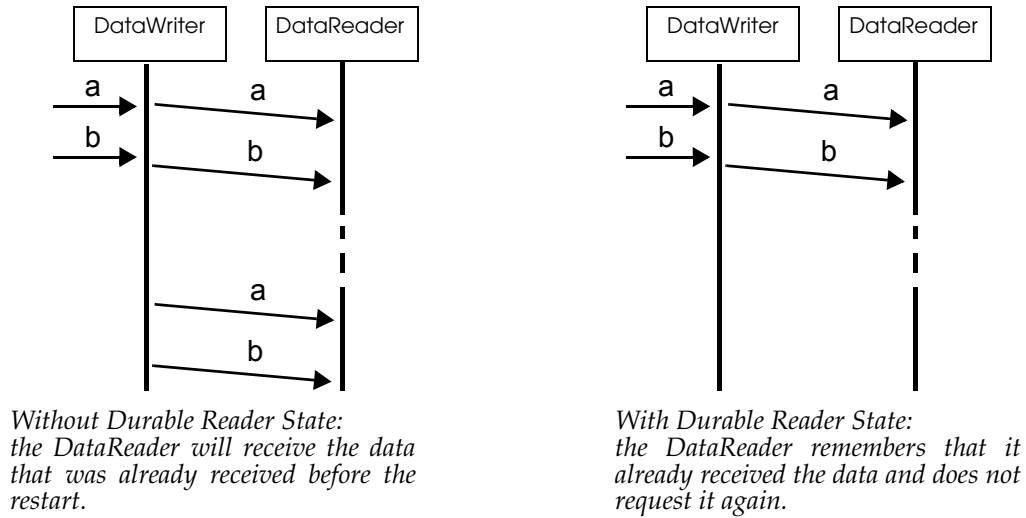 DataWriter
DataReader
a
a
b
b
a
b
Without Durable Reader State:
the DataReader will receive the data
that was already received before the
restart.
DataWriter
DataReader
a
a
b
b
With Durable Reader State:
the DataReader remembers that it
already received the data and does not
request it again.